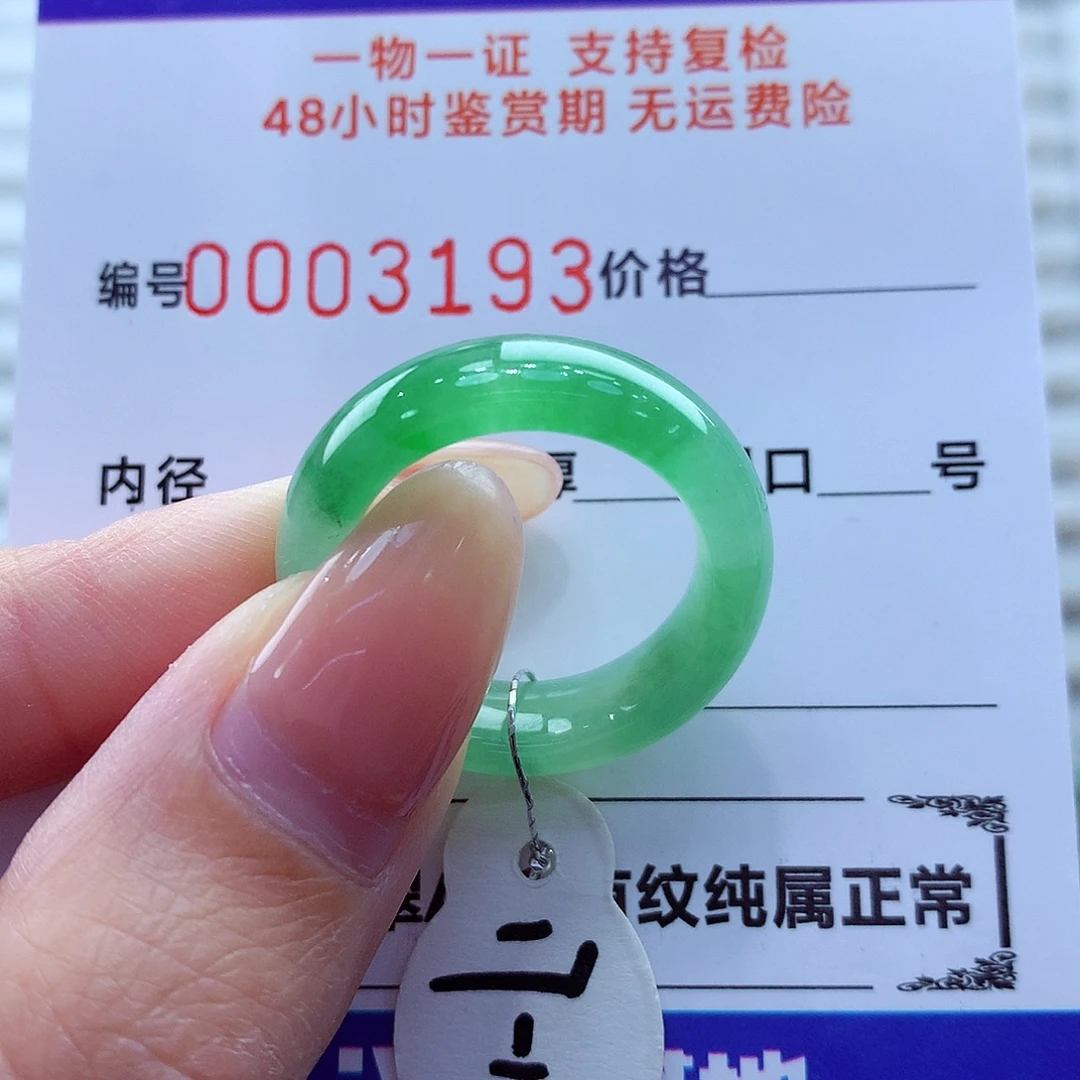 一物一证 支持复检
48小时鉴赏期 无运费险
编号0003193价格
内径 厚 口 号
纹纯属正常